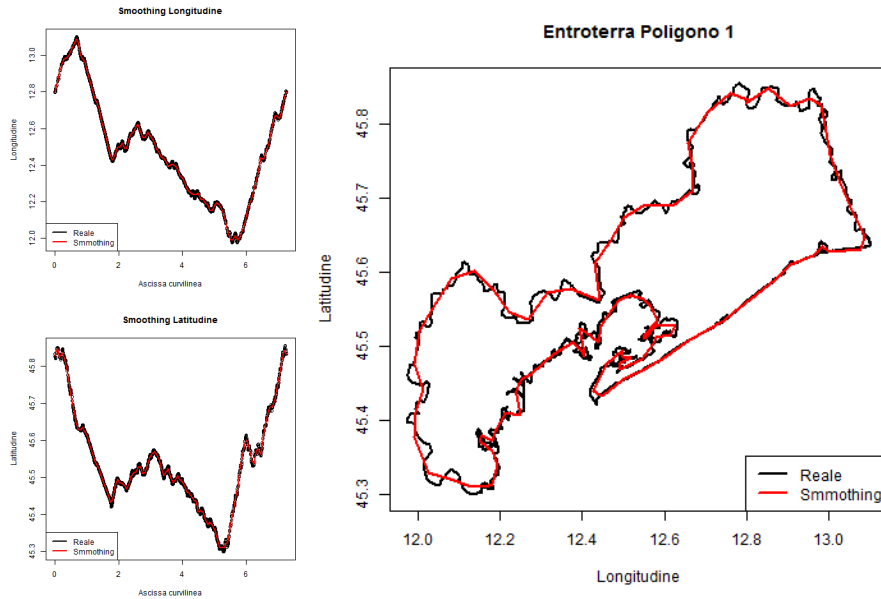 Smoothing Longitudine
Longitudine
13.0
12.8
12.6
12.4
12.2
12.0
Reale
Smmothing
0 2 4 6
Ascissa curvilinea
Smoothing Latitudine
Latitudine
45.8
45.7
45.6
45.5
45.4
45.3
Reale
Smmothing
0 2 4 6
Ascissa curvilinea
Entroterra Poligono 1
Latitudine
45.8
45.7
45.6
45.5
45.4
45.3
Reale
Smmothing
12.0 12.2 12.4 12.6 12.8 13.0
Longitudine